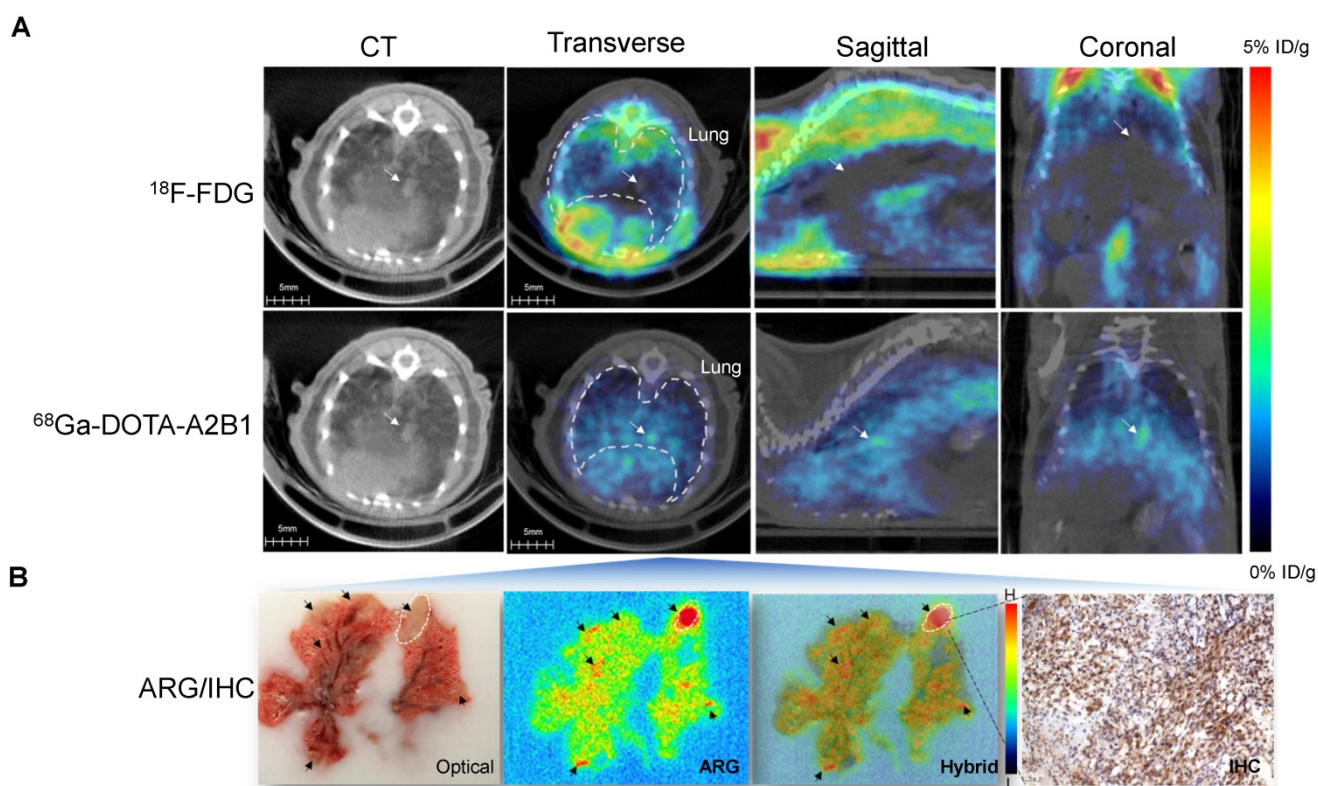 A
CT
Transverse
Sagittal
Coronal
5% ID/g
¹⁸F-FDG
Lung
5mm
5mm
⁶⁸Ga-DOTA-A2B1
Lung
5mm
5mm
0% ID/g
B
H
ARG/IHC
Optical
ARG
Hybrid
L
IHC